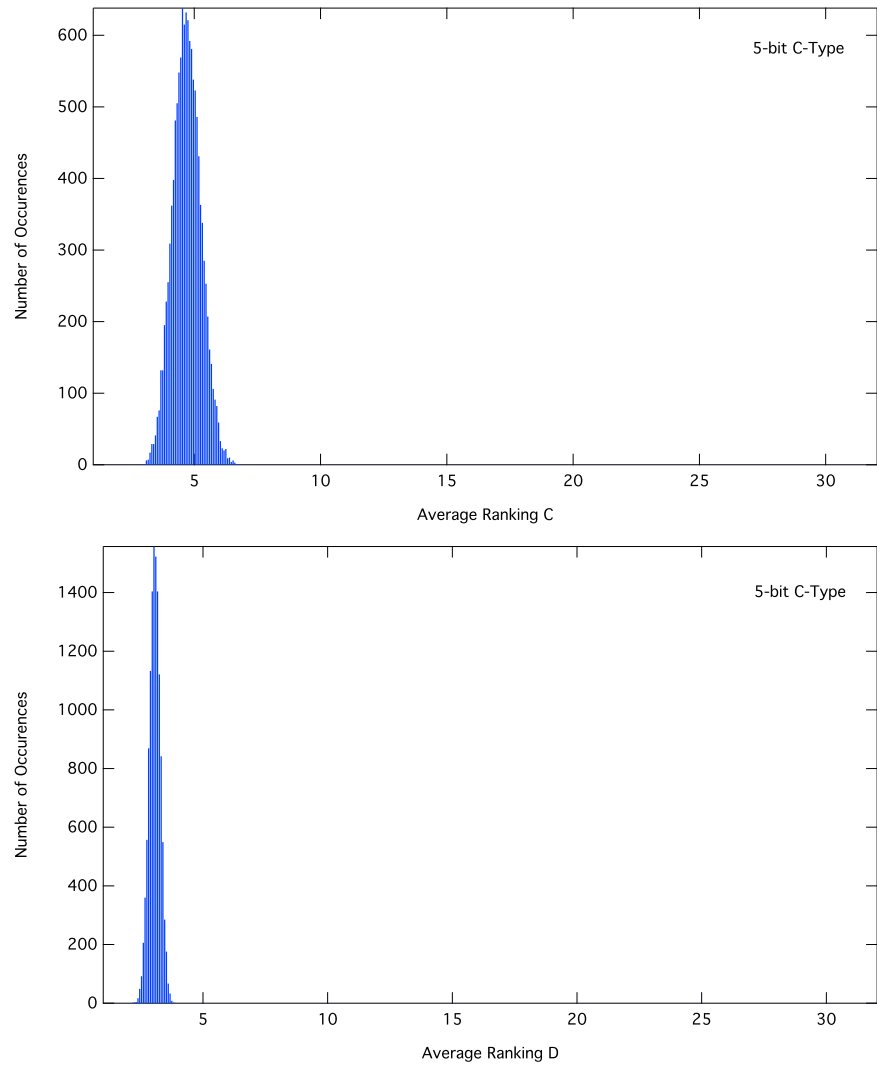 600
5-bit C-Type
500
400
Number of Occurences
300
200
100
0
5 10 15 20 25 30
Average Ranking C
1400
5-bit C-Type
1200
1000
Number of Occurences
800
600
400
200
0
5 10 15 20 25 30
Average Ranking D